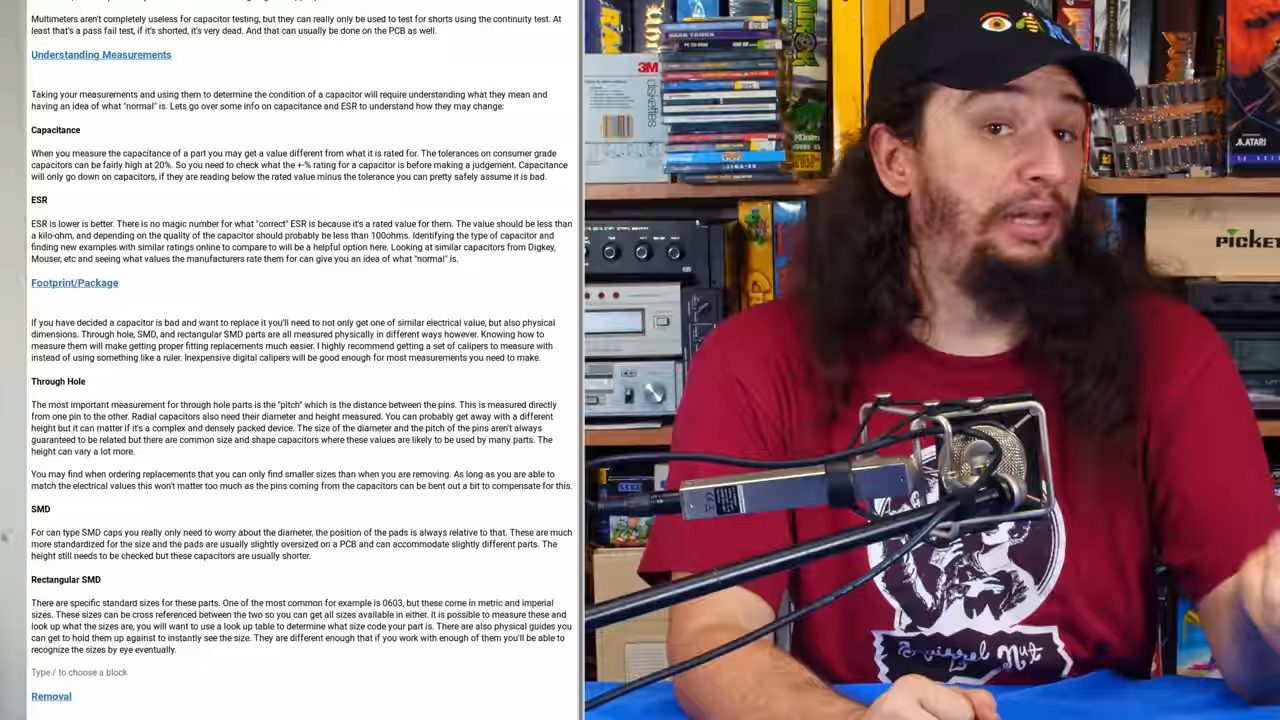 Multimeters aren't completely useless for capacitor testing, but they can really only be used to test for shorts using the continuity test. At
least that's a pass fail test, if it's shorted, it's very dead. And that can usually be done on the PCB as well.
Understanding Measurements
Taking your measurements and using them to determine the condition of a capacitor will require understanding what they mean and
having an idea of what "normal" is. Lets go over some info on capacitance and ESR to understand how they may change:
Capacitance
When you measure the capacitance of a part you may get a value different from what it is rated for. The tolerances on consumer grade
capacitors can be fairly high at 20%. So you need to check what the +-% rating for a capacitor is before making a judgement. Capacitance
will only go down on capacitors, if they are reading below the rated value minus the tolerance you can pretty safely assume it is bad.
ESR
ESR is lower is better. There is no magic number for what "correct" ESR is because it's a rated value for them. The value should be less than
a kilo-ohm, and depending on the quality of the capacitor should probably be less than 100ohms. Identifying the type of capacitor and
finding new examples with similar ratings online to compare to will be a helpful option here. Looking at similar capacitors from Digkey,
Mouser, etc and seeing what values the manufacturers rate them for can give you an idea of what "normal" is.
Footprint/Package
if you have decided a capacitor is bad and want to replace it you'll need to not only get one of similar electrical value, but also physical
dimensions. Through hole, SMD, and rectangular SMD parts are all measured physically in different ways however. Knowing how to
measure them will make getting proper fitting replacements much easier. I highly recommend getting a set of calipers to measure with
instead of using something like a ruler. Inexpensive digital calipers will be good enough for most measurements you need to make.
Through Hole
The most important measurement for through hole parts is the "pitch" which is the distance between the pins. This is measured directly
from one pin to the other. Radial capacitors also need their diameter and height measured. You can probably get away with a different
height but it can matter if it's a complex and densely packed device. The size of the diameter and the pitch of the pins aren't always
guaranteed to be related but there are common size and shape capacitors where these values are likely to be used by many parts. The
height can vary a lot more.
You may find when ordering replacements that you can only find smaller sizes than when you are removing. As long as you are able to
match the electrical values this won't matter too much as the pins coming from the capacitors can be bent out a bit to compensate for this.
SMD
For can type SMD caps you really only need to worry about the diameter, the position of the pads is always relative to that. These are much
more standardized for the size and the pads are usually slightly oversized on a PCB and can accommodate slightly different parts. The
height still needs to be checked but these capacitors are usually shorter.
Rectangular SMD
There are specific standard sizes for these parts. One of the most common for example is 0603, but these come in metric and imperial
sizes. These sizes can be cross referenced between the two so you can get all sizes available in either. It is possible to measure these and
look up what the sizes are, you will want to use a look up table to determine what size code your part is. There are also physical guides you
can get to hold them up against to instantly see the size. They are different enough that if you work with enough of them you'll be able to
recognize the sizes by eye eventually.
Type / to choose a block
Removal
3M
Diskettes
ATARI
Squirrel Nut